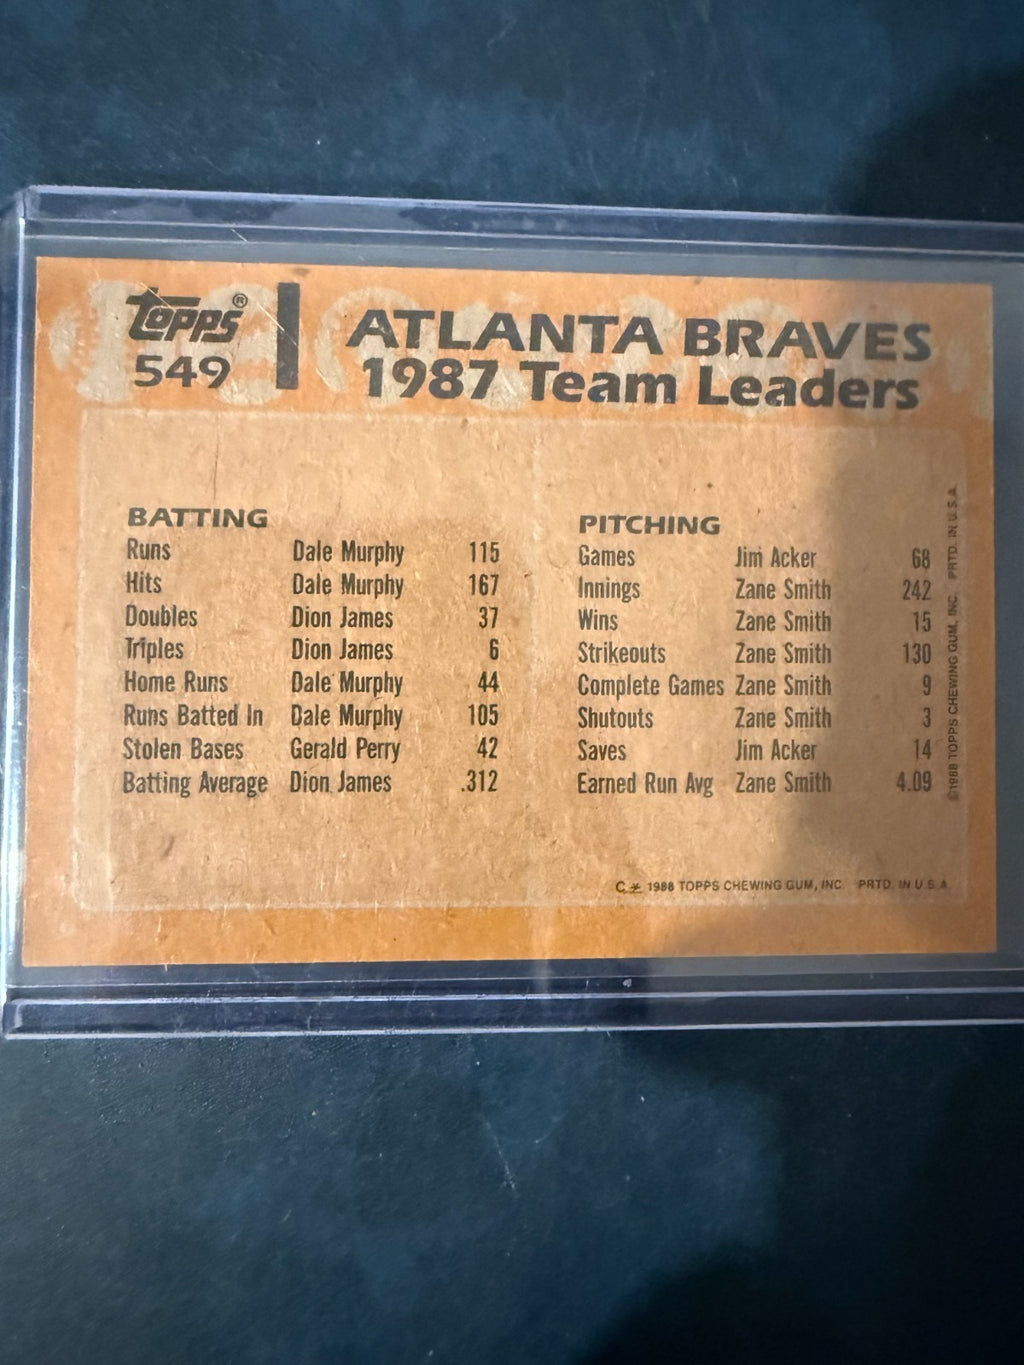 topps®
549
ATLANTA BRAVES
1987 Team Leaders
BATTING
Runs Dale Murphy 115
Hits Dale Murphy 167
Doubles Dion James 37
Triples Dion James 6
Home Runs Dale Murphy 44
Runs Batted In Dale Murphy 105
Stolen Bases Gerald Perry 42
Batting Average Dion James .312
PITCHING
Games Jim Acker 68
Innings Zane Smith 242
Wins Zane Smith 15
Strikeouts Zane Smith 130
Complete Games Zane Smith 9
Shutouts Zane Smith 3
Saves Jim Acker 14
Earned Run Avg Zane Smith 4.09
C* 1988 TOPPS CHEWING GUM, INC. PRTD. IN U.S.A.
©1988 TOPPS CHEWING GUM, INC. PRTD. IN U.S.A.